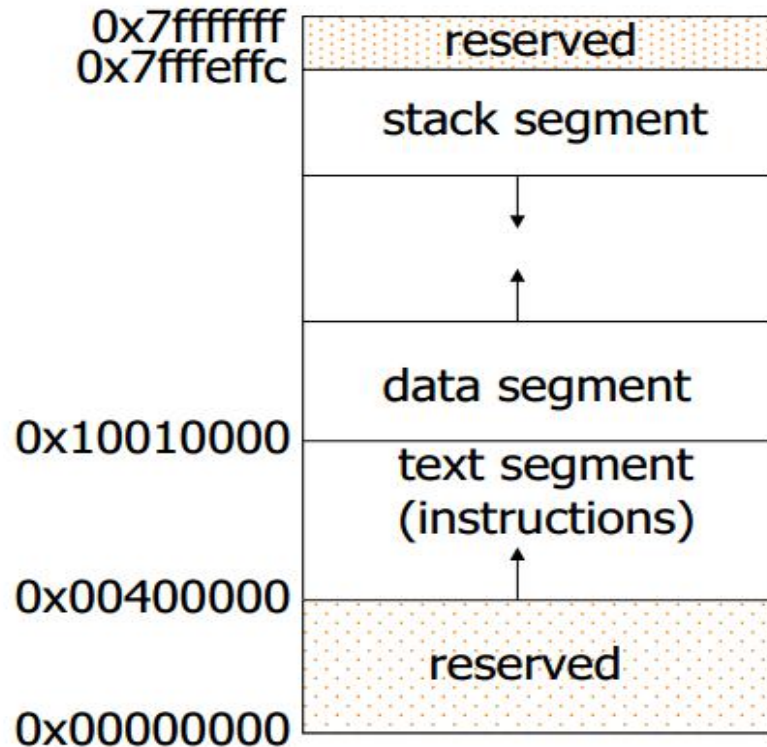 0x7fffffff
reserved
0x7fffeffc
stack segment
data segment
0x10010000
text segment
(instructions)
0x00400000
reserved
0x00000000